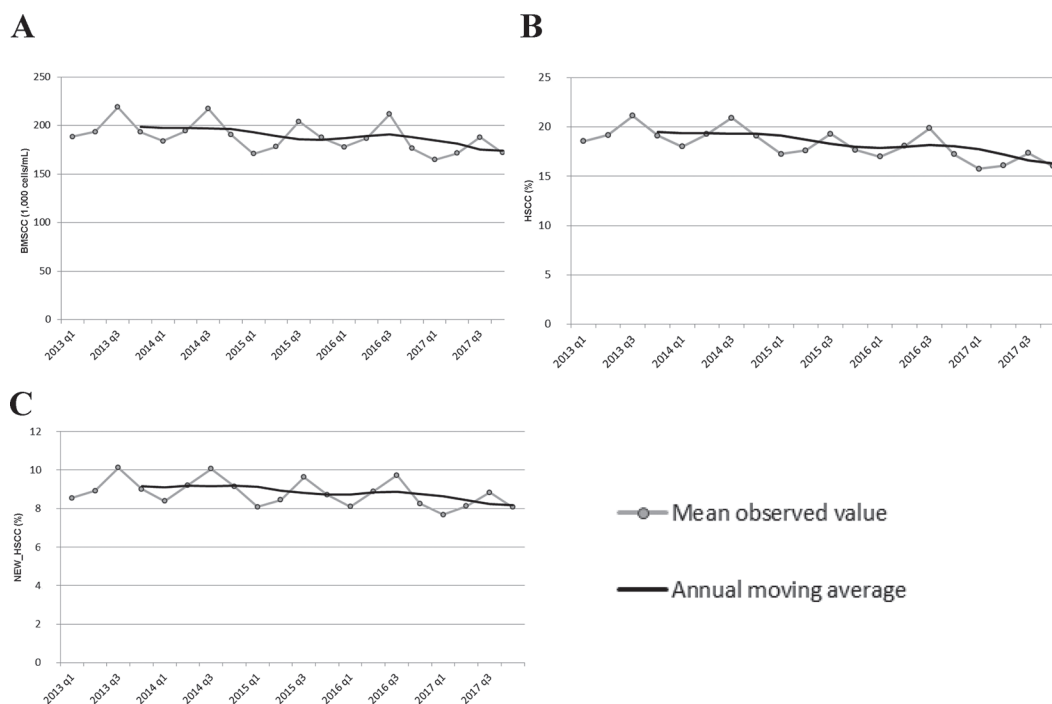 A
BMSCC (1,000 cells/mL)
250
200
150
100
50
0
2013 q1
2013 q3
2014 q1
2014 q3
2015 q1
2015 q3
2016 q1
2016 q3
2017 q1
2017 q3
B
HSCC (%)
25
20
15
10
5
0
2013 q1
2013 q3
2014 q1
2014 q3
2015 q1
2015 q3
2016 q1
2016 q3
2017 q1
2017 q3
C
NEW_HSCC (%)
12
10
8
6
4
2
0
2013 q1
2013 q3
2014 q1
2014 q3
2015 q1
2015 q3
2016 q1
2016 q3
2017 q1
2017 q3
Mean observed value
Annual moving average